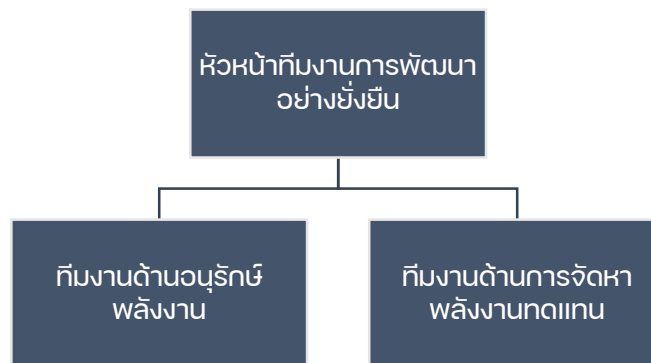 หัวหน้าทีมงานการพัฒนา
อย่างยั่งยืน
ทีมงานด้านอนุรักษ์
พลังงาน
ทีมงานด้านการจัดหา
พลังงานทดแทน